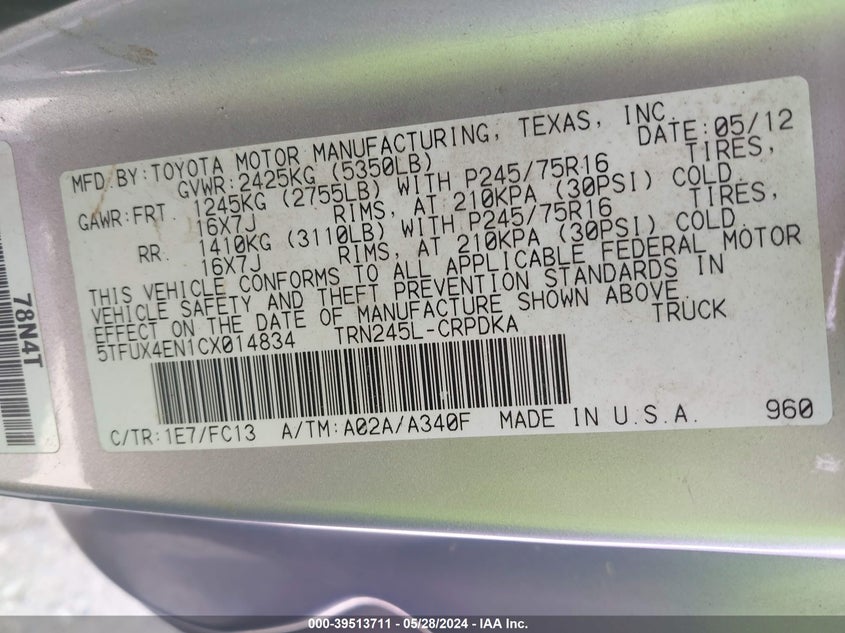 MFD.BY:TOYOTA MOTOR MANUFACTURING, TEXAS, INC.
GVWR:2425KG (5350LB) DATE:05/12
GAWR:FRT. 1245KG (2755LB) WITH P245/75R16 TIRES,
16X7J RIMS, AT 210KPA (30PSI) COLD.
RR. 1410KG (3110LB) WITH P245/75R16 TIRES,
16X7J RIMS, AT 210KPA (30PSI) COLD.
THIS VEHICLE CONFORMS TO ALL APPLICABLE FEDERAL MOTOR
VEHICLE SAFETY AND THEFT PREVENTION STANDARDS IN
EFFECT ON THE DATE OF MANUFACTURE SHOWN ABOVE.
5TFUX4EN1CX014834 TRN245L-CRPDKA TRUCK
C/TR:1E7/FC13 A/TM:A02A/A340F MADE IN U.S.A. 960
78N4T
000-39513711 - 05/28/2024 - IAA Inc.